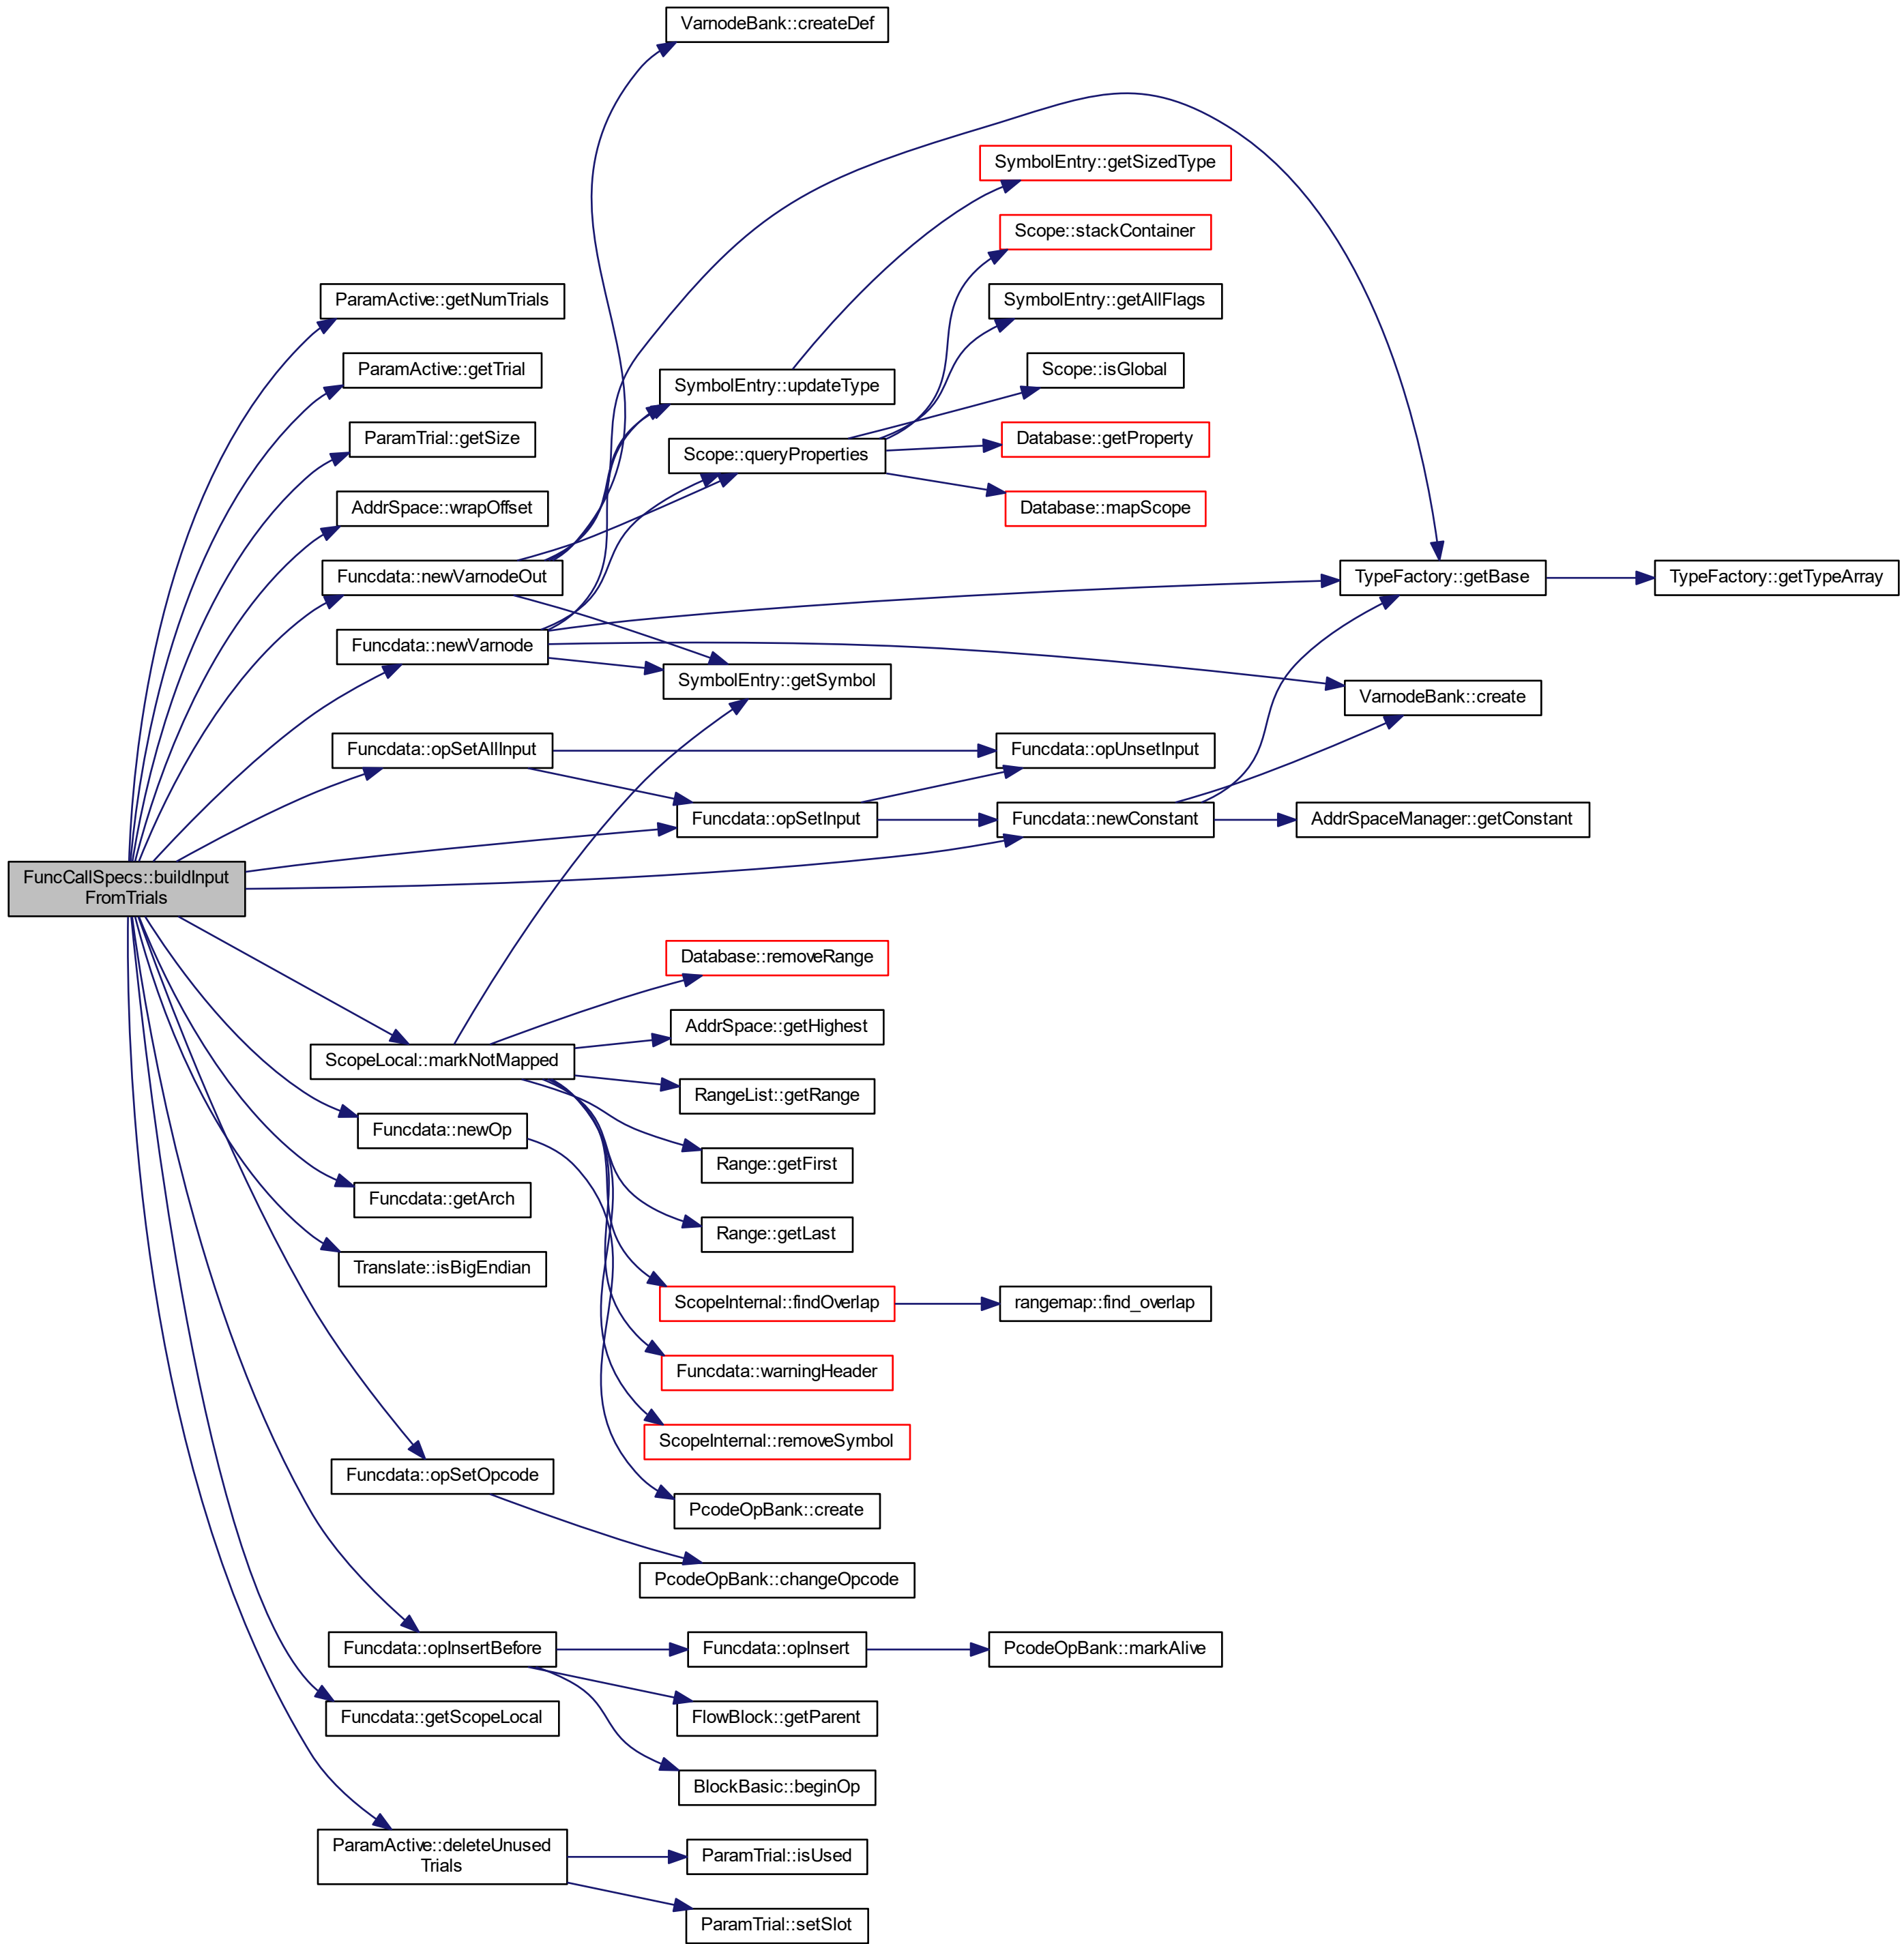 VarnodeBank::createDef
SymbolEntry::getSizedType
Scope::stackContainer
ParamActive::getNumTrials
SymbolEntry::getAllFlags
ParamActive::getTrial
SymbolEntry::updateType
Scope::isGlobal
ParamTrial::getSize
Scope::queryProperties
Database::getProperty
AddrSpace::wrapOffset
Database::mapScope
Funcdata::newVarnodeOut
TypeFactory::getBase
TypeFactory::getTypeArray
Funcdata::newVarnode
SymbolEntry::getSymbol
VarnodeBank::create
Funcdata::opSetAllInput
Funcdata::opUnsetInput
Funcdata::opSetInput
Funcdata::newConstant
AddrSpaceManager::getConstant
FuncCallSpecs::buildInput
FromTrials
Database::removeRange
AddrSpace::getHighest
ScopeLocal::markNotMapped
RangeList::getRange
Funcdata::newOp
Range::getFirst
Funcdata::getArch
Range::getLast
Translate::isBigEndian
ScopeInternal::findOverlap
rangemap::find_overlap
Funcdata::warningHeader
ScopeInternal::removeSymbol
Funcdata::opSetOpcode
PcodeOpBank::create
PcodeOpBank::changeOpcode
Funcdata::opInsertBefore
Funcdata::opInsert
PcodeOpBank::markAlive
Funcdata::getScopeLocal
FlowBlock::getParent
BlockBasic::beginOp
ParamActive::deleteUnused
Trials
ParamTrial::isUsed
ParamTrial::setSlot